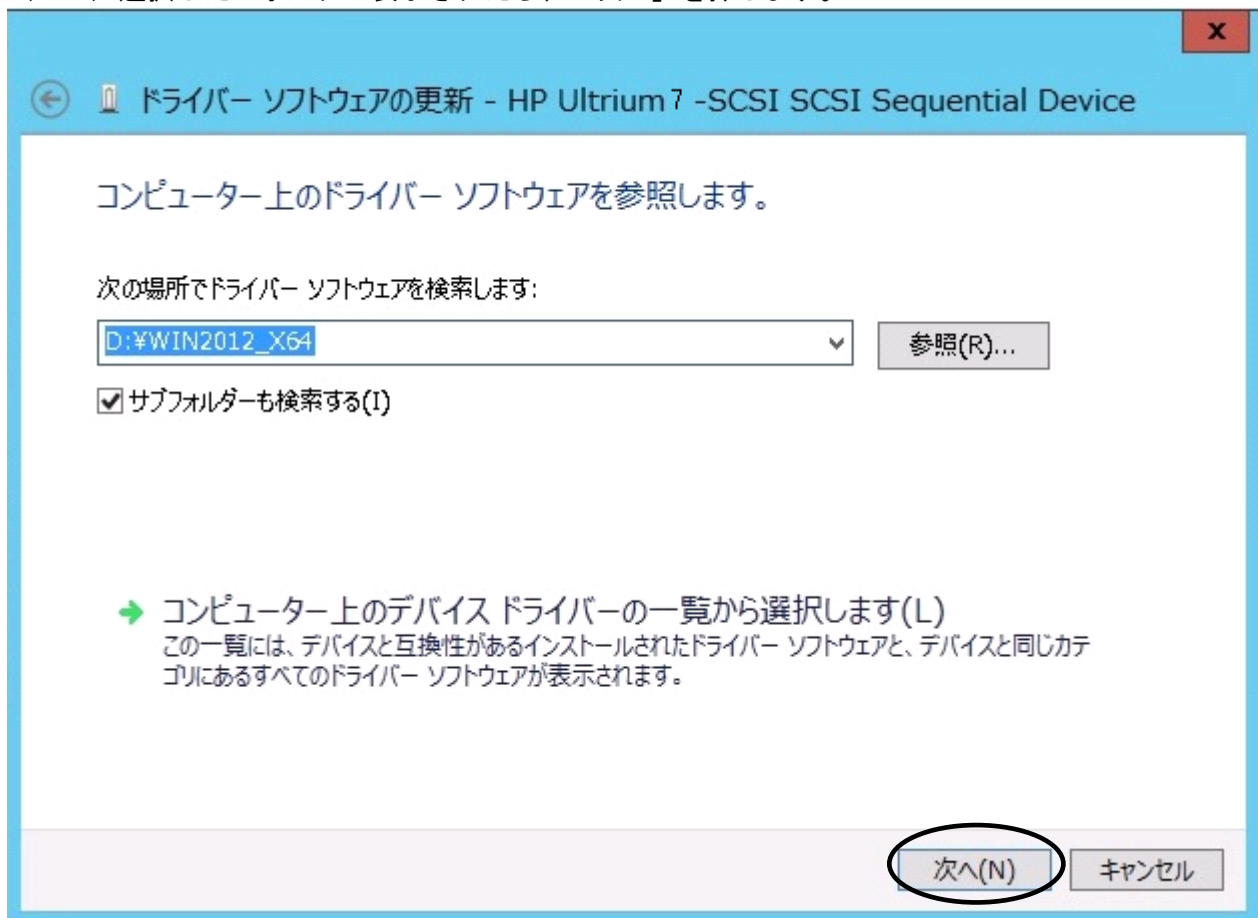 x
ドライバー ソフトウェアの更新 - HP Ultrium 7 -SCSI SCSI Sequential Device
コンピューター上のドライバー ソフトウェアを参照します。
次の場所でドライバー ソフトウェアを検索します:
D:¥WIN2012_X64
参照(R)...
サブフォルダーも検索する(I)
コンピューター上のデバイス ドライバーの一覧から選択します(L)
この一覧には、デバイスと互換性があるインストールされたドライバー ソフトウェアと、デバイスと同じカテ
ゴリにあるすべてのドライバー ソフトウェアが表示されます。
次へ(N)
キャンセル